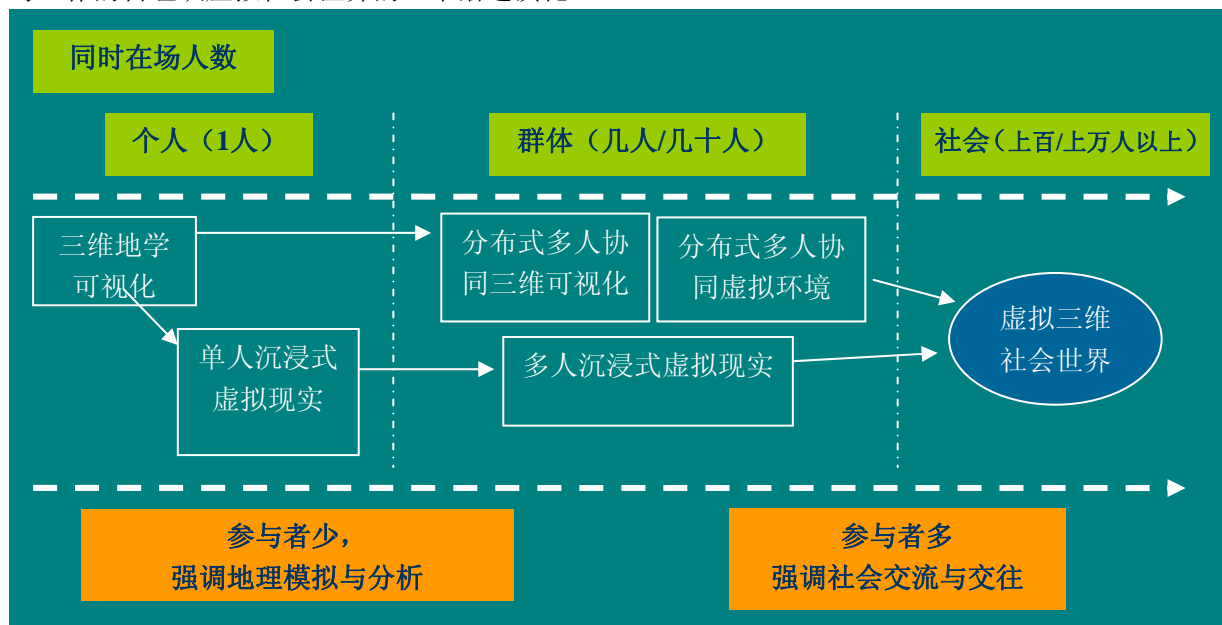 同时在场人数
个人（1人）
群体（几人/几十人）
社会（上百/上万人以上）
三维地学
可视化
分布式多人协
同三维可视化
分布式多人协
同虚拟环境
虚拟三维
社会世界
单人沉浸式
虚拟现实
多人沉浸式虚拟现实
参与者少，
强调地理模拟与分析
参与者多
强调社会交流与交往